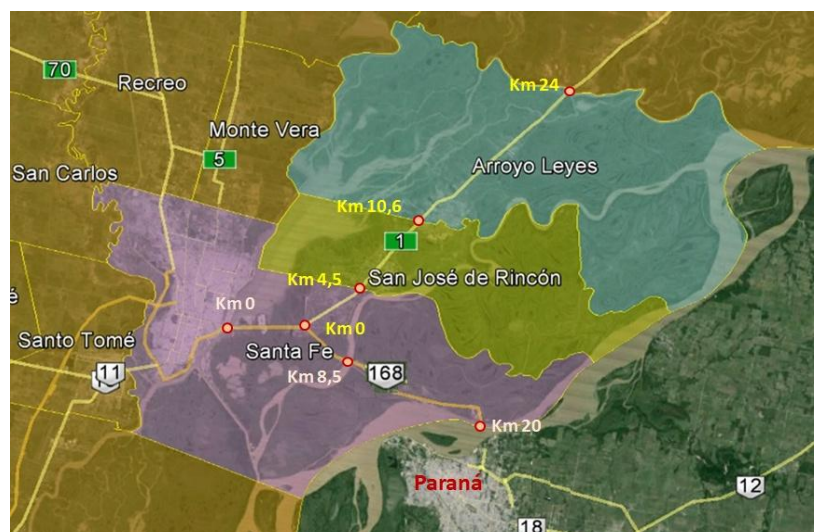 Km 24
70
Recreo
Monte Vera
5
San Carlos
Arroyo Leyes
Km 10,6
1
Km 4,5
San José de Rincón
é
Km 0
Km 0
Santo Tomé
Santa Fe
11
Km 8,5
168
Km 20
Paraná
12
18